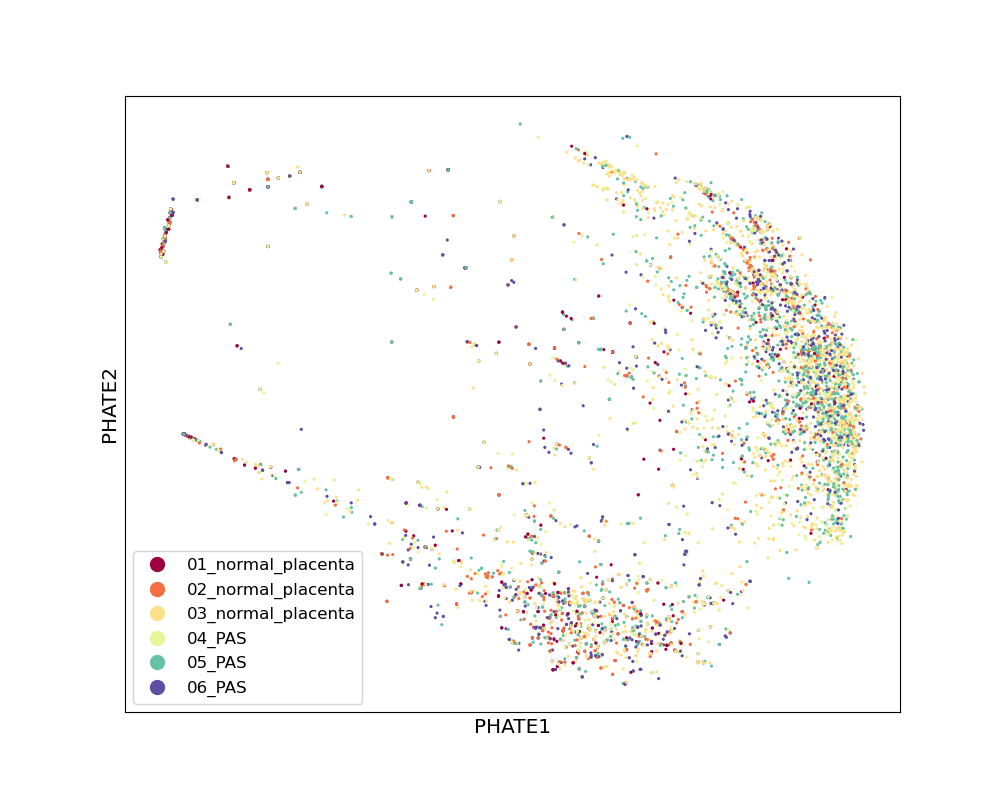 PHATE2
01_normal_placenta
02_normal_placenta
03_normal_placenta
04_PAS
05_PAS
06_PAS
PHATE1